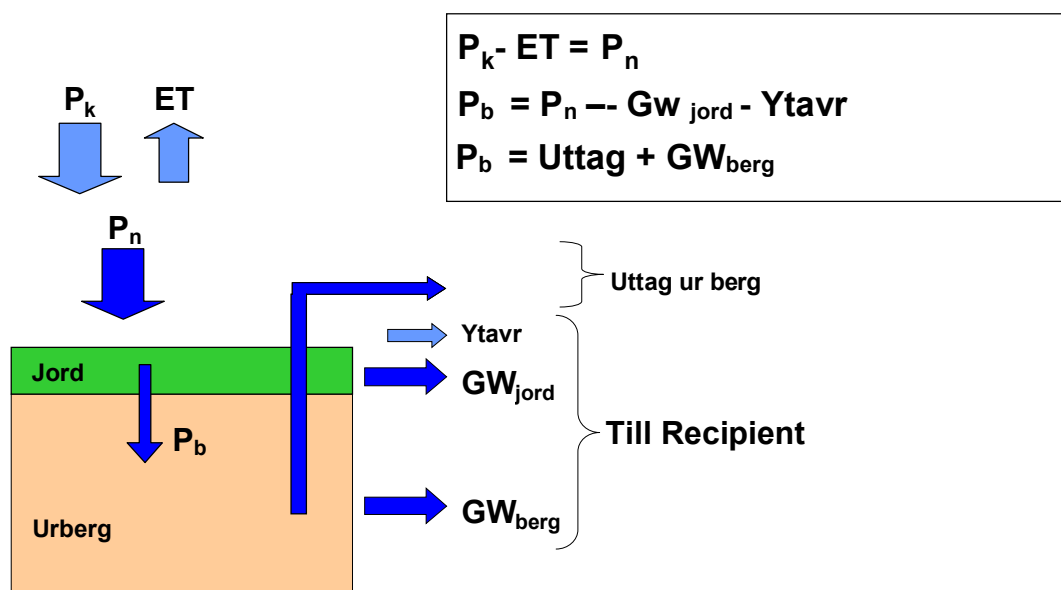 Pk- ET = Pn
Pb = Pn –- Gw jord - Ytavr
Pb = Uttag + GWberg
Pk ET
Pn
Uttag ur berg
Ytavr
Jord
GWjord
Till Recipient
Pb
GWberg
Urberg